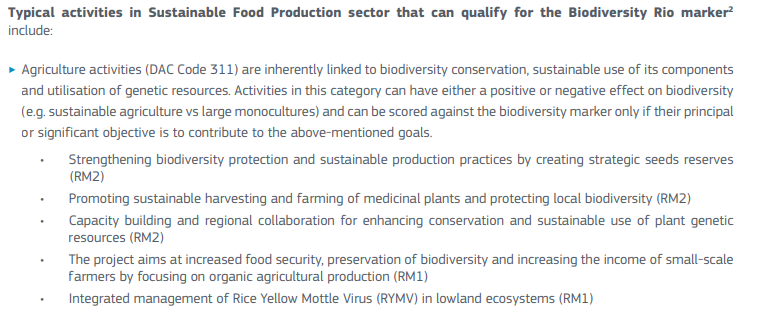 Typical activities in Sustainable Food Production sector that can qualify for the Biodiversity Rio marker²
include:
► Agriculture activities (DAC Code 311) are inherently linked to biodiversity conservation, sustainable use of its components
and utilisation of genetic resources. Activities in this category can have either a positive or negative effect on biodiversity
(e.g. sustainable agriculture vs large monocultures) and can be scored against the biodiversity marker only if their principal
or significant objective is to contribute to the above-mentioned goals.
• Strengthening biodiversity protection and sustainable production practices by creating strategic seeds reserves
(RM2)
• Promoting sustainable harvesting and farming of medicinal plants and protecting local biodiversity (RM2)
• Capacity building and regional collaboration for enhancing conservation and sustainable use of plant genetic
resources (RM2)
• The project aims at increased food security, preservation of biodiversity and increasing the income of small-scale
farmers by focusing on organic agricultural production (RM1)
• Integrated management of Rice Yellow Mottle Virus (RYMV) in lowland ecosystems (RM1)